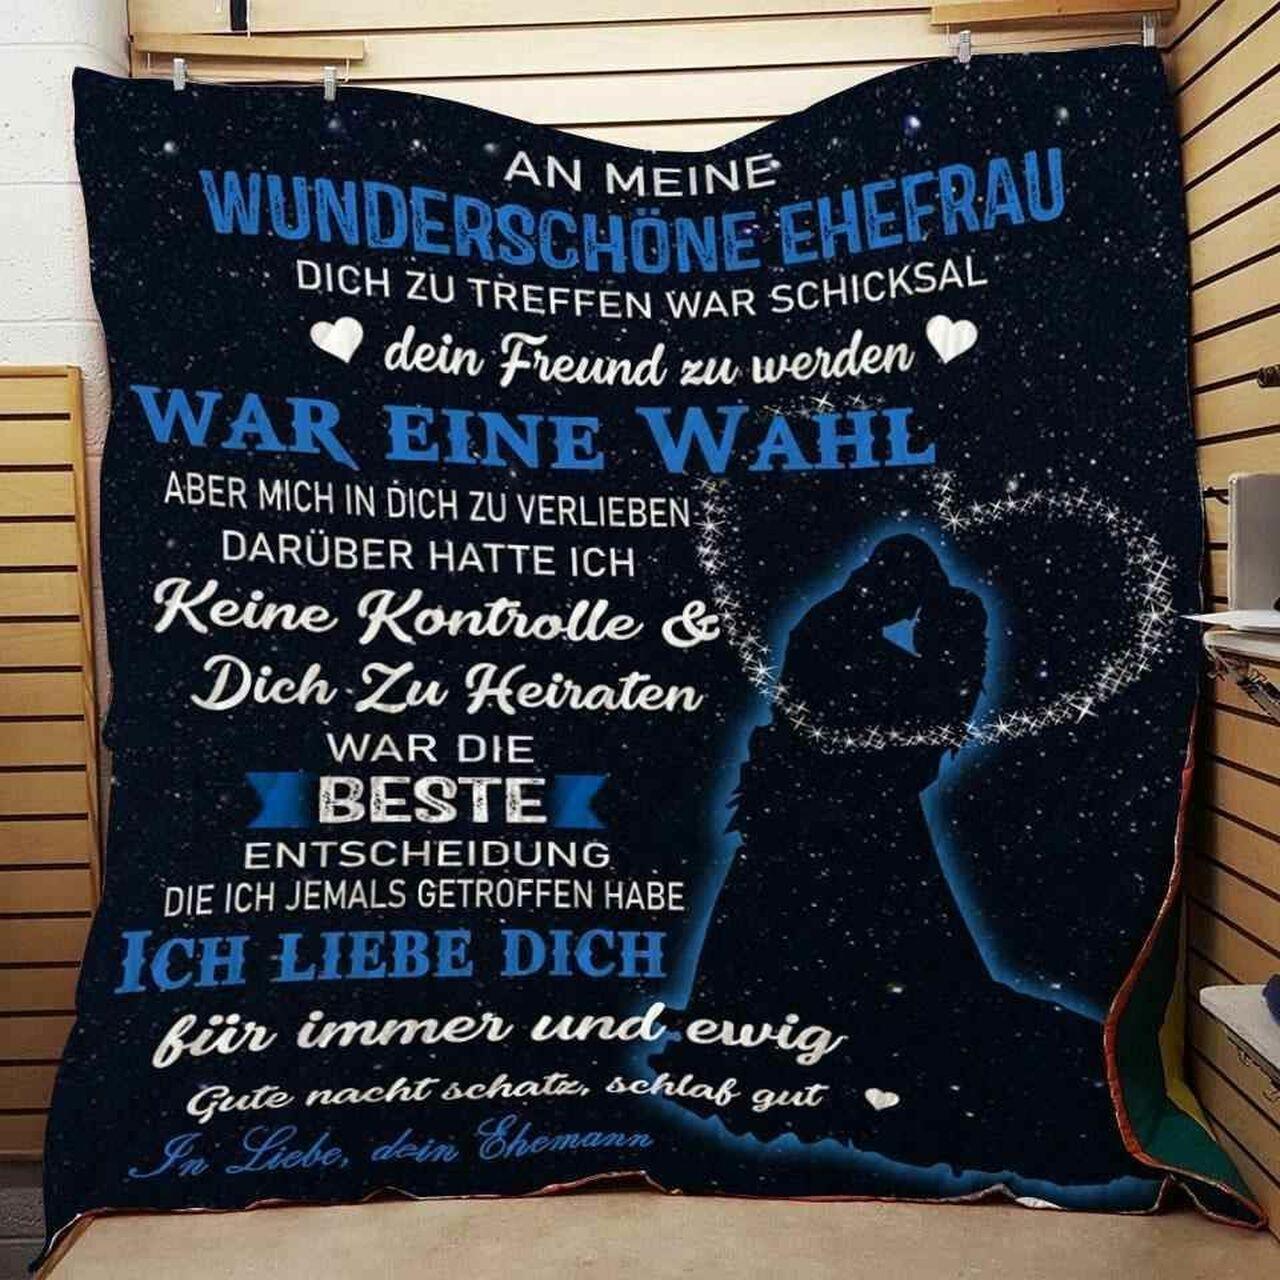 AN MEINE
WUNDERSCHÖNE EHEFRAU
DICH ZU TREFFEN WAR SCHICKSAL
dein Freund zu werden
WAR EINE WAHL
ABER MICH IN DICH ZU VERLIEBEN
DARÜBER HATTE ICH
Keine Kontrolle &
Dich Zu Heiraten
WAR DIE
BESTE
ENTSCHEIDUNG
DIE ICH JEMALS GETROFFEN HABE
ICH LIEBE DICH
für immer und ewig
Gute nacht schatz, schlaf gut
In Liebe, dein Ehemann